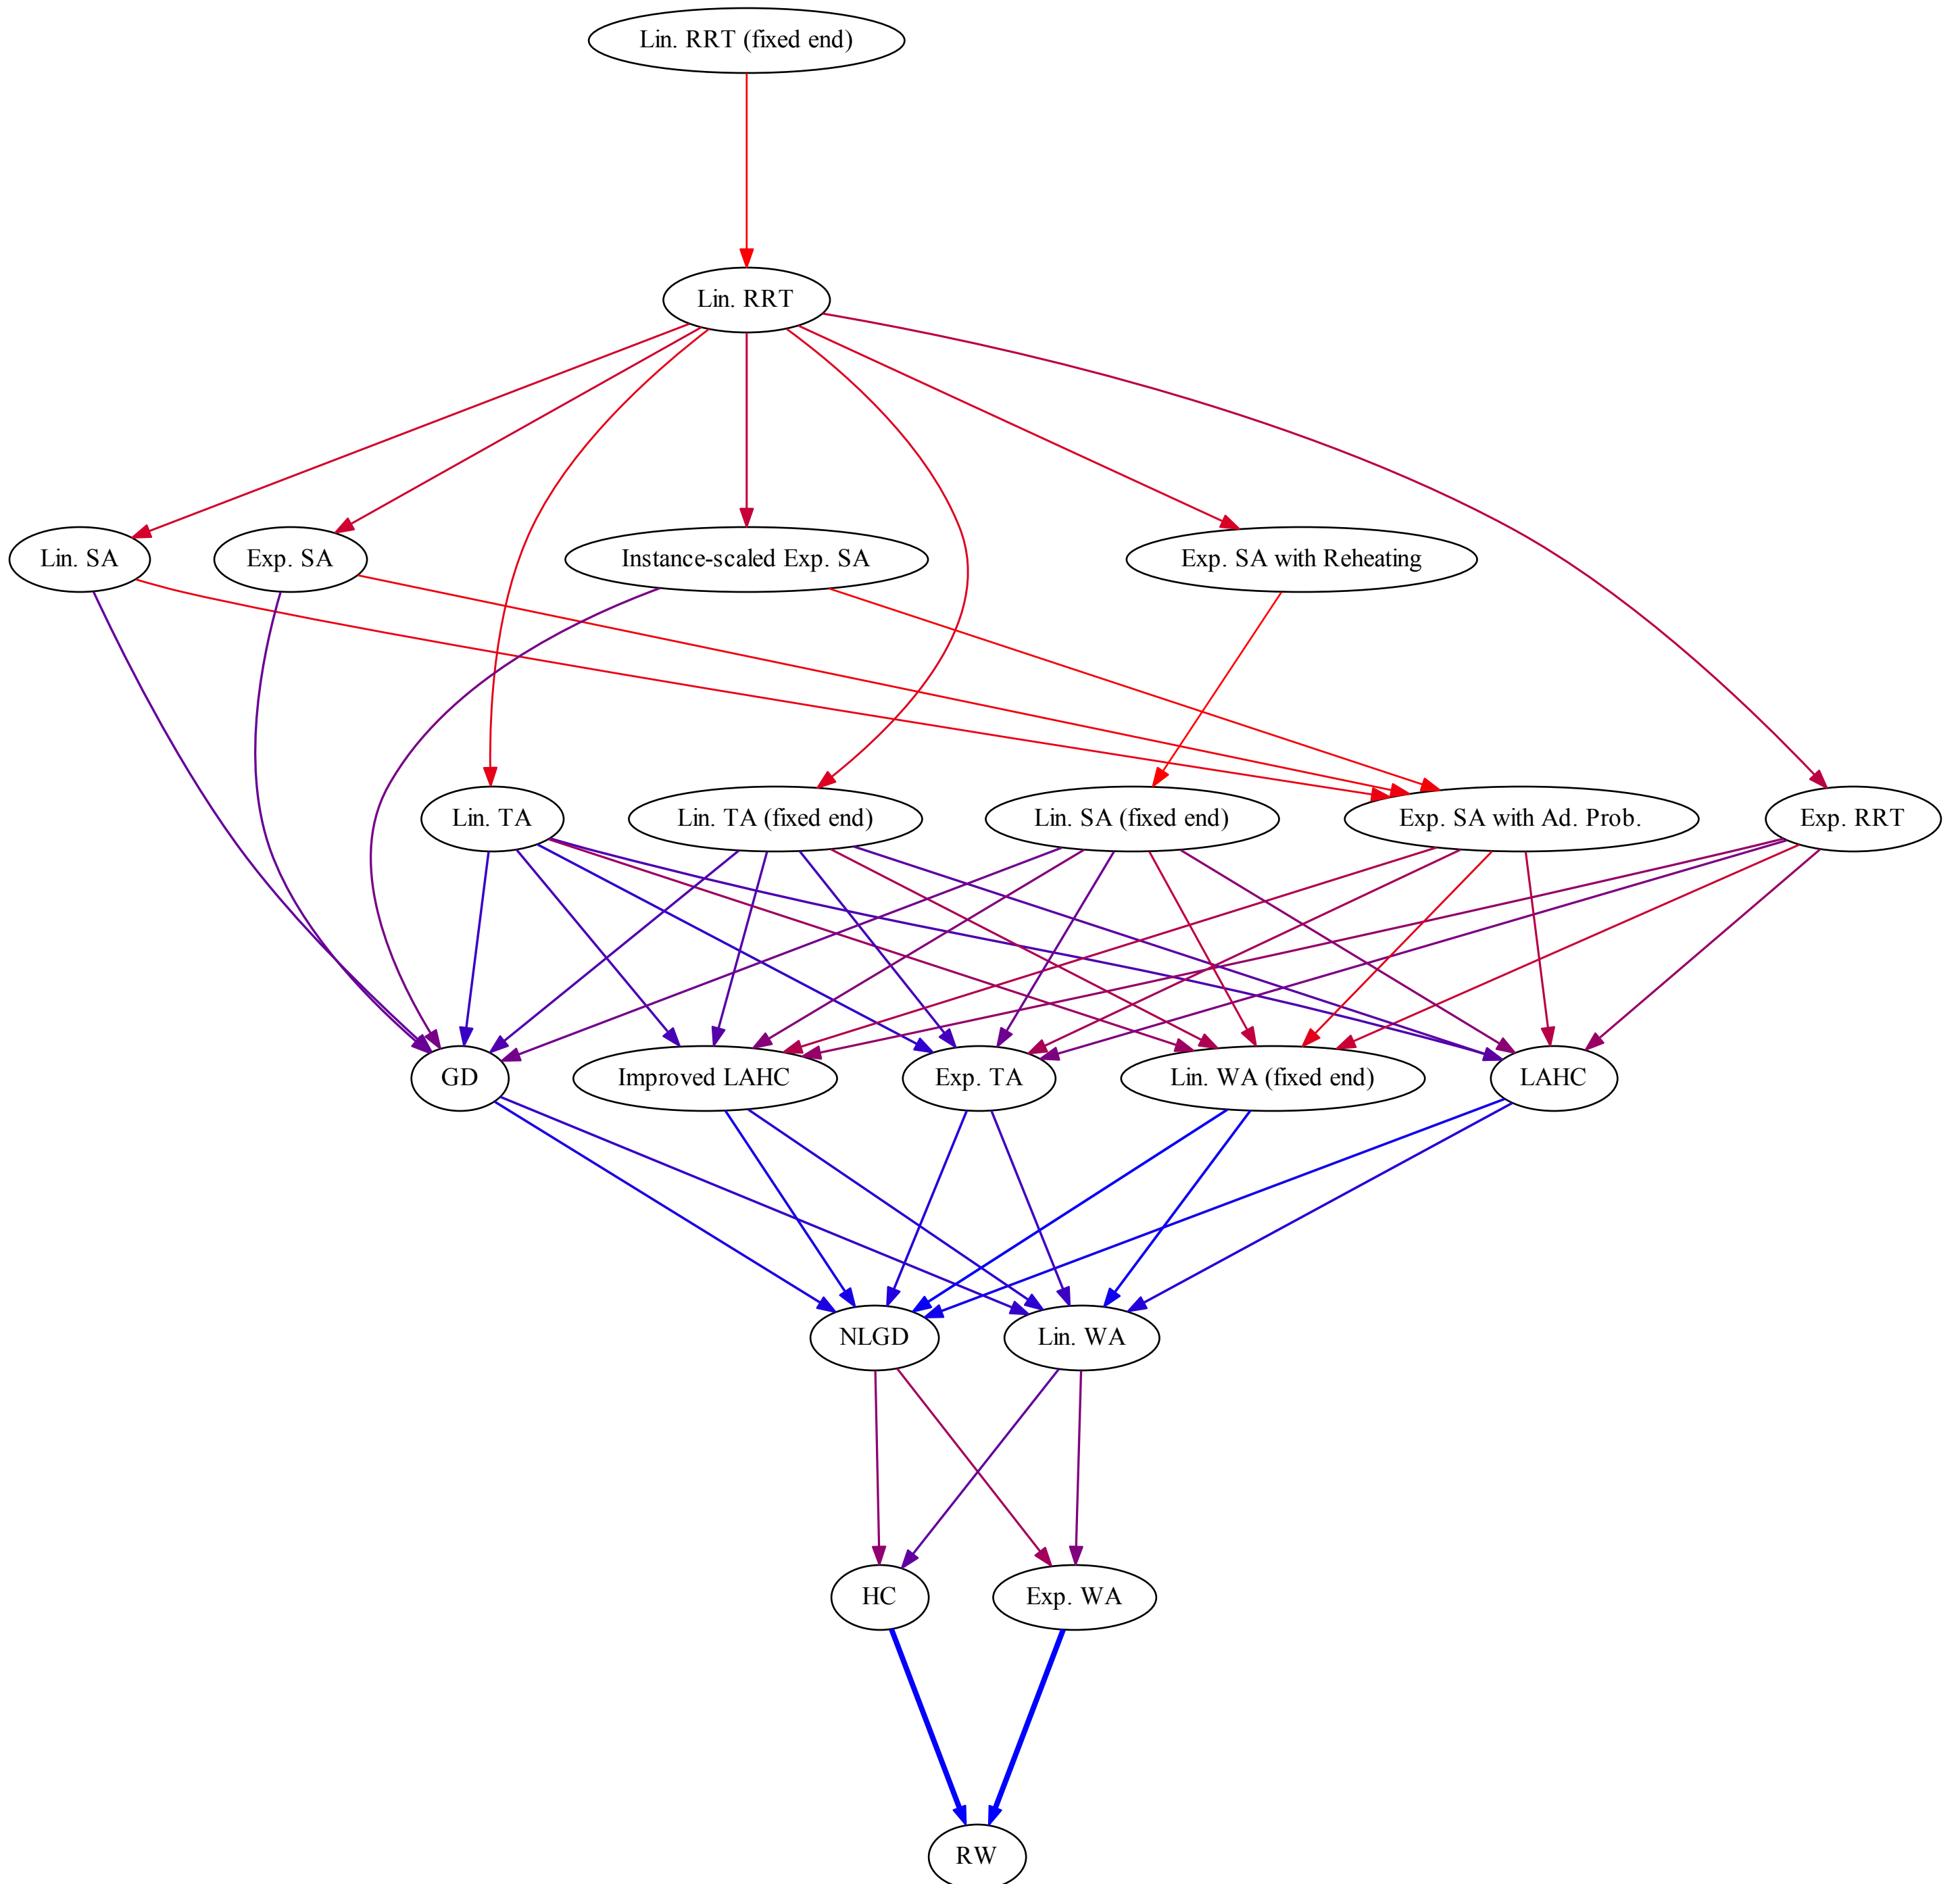 Lin. RRT (fixed end)
Lin. RRT
Lin. SA
Exp. SA
Instance-scaled Exp. SA
Exp. SA with Reheating
Lin. TA
Lin. TA (fixed end)
Lin. SA (fixed end)
Exp. SA with Ad. Prob.
Exp. RRT
GD
Improved LAHC
Exp. TA
Lin. WA (fixed end)
LAHC
NLGD
Lin. WA
HC
Exp. WA
RW